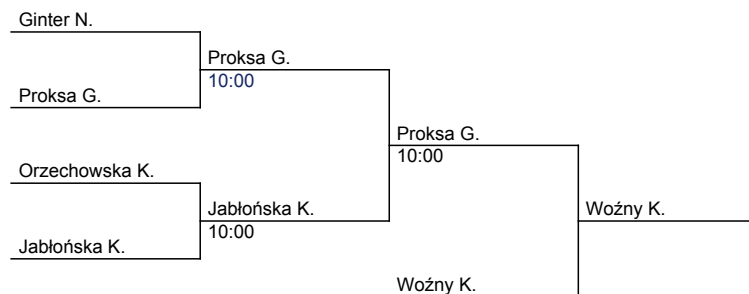 Ginter N.
Proksa G.
10:00
Proksa G.
Proksa G.
10:00
Orzechowska K.
Jabłońska K.
Woźny K.
10:00
Jabłońska K.
Woźny K.